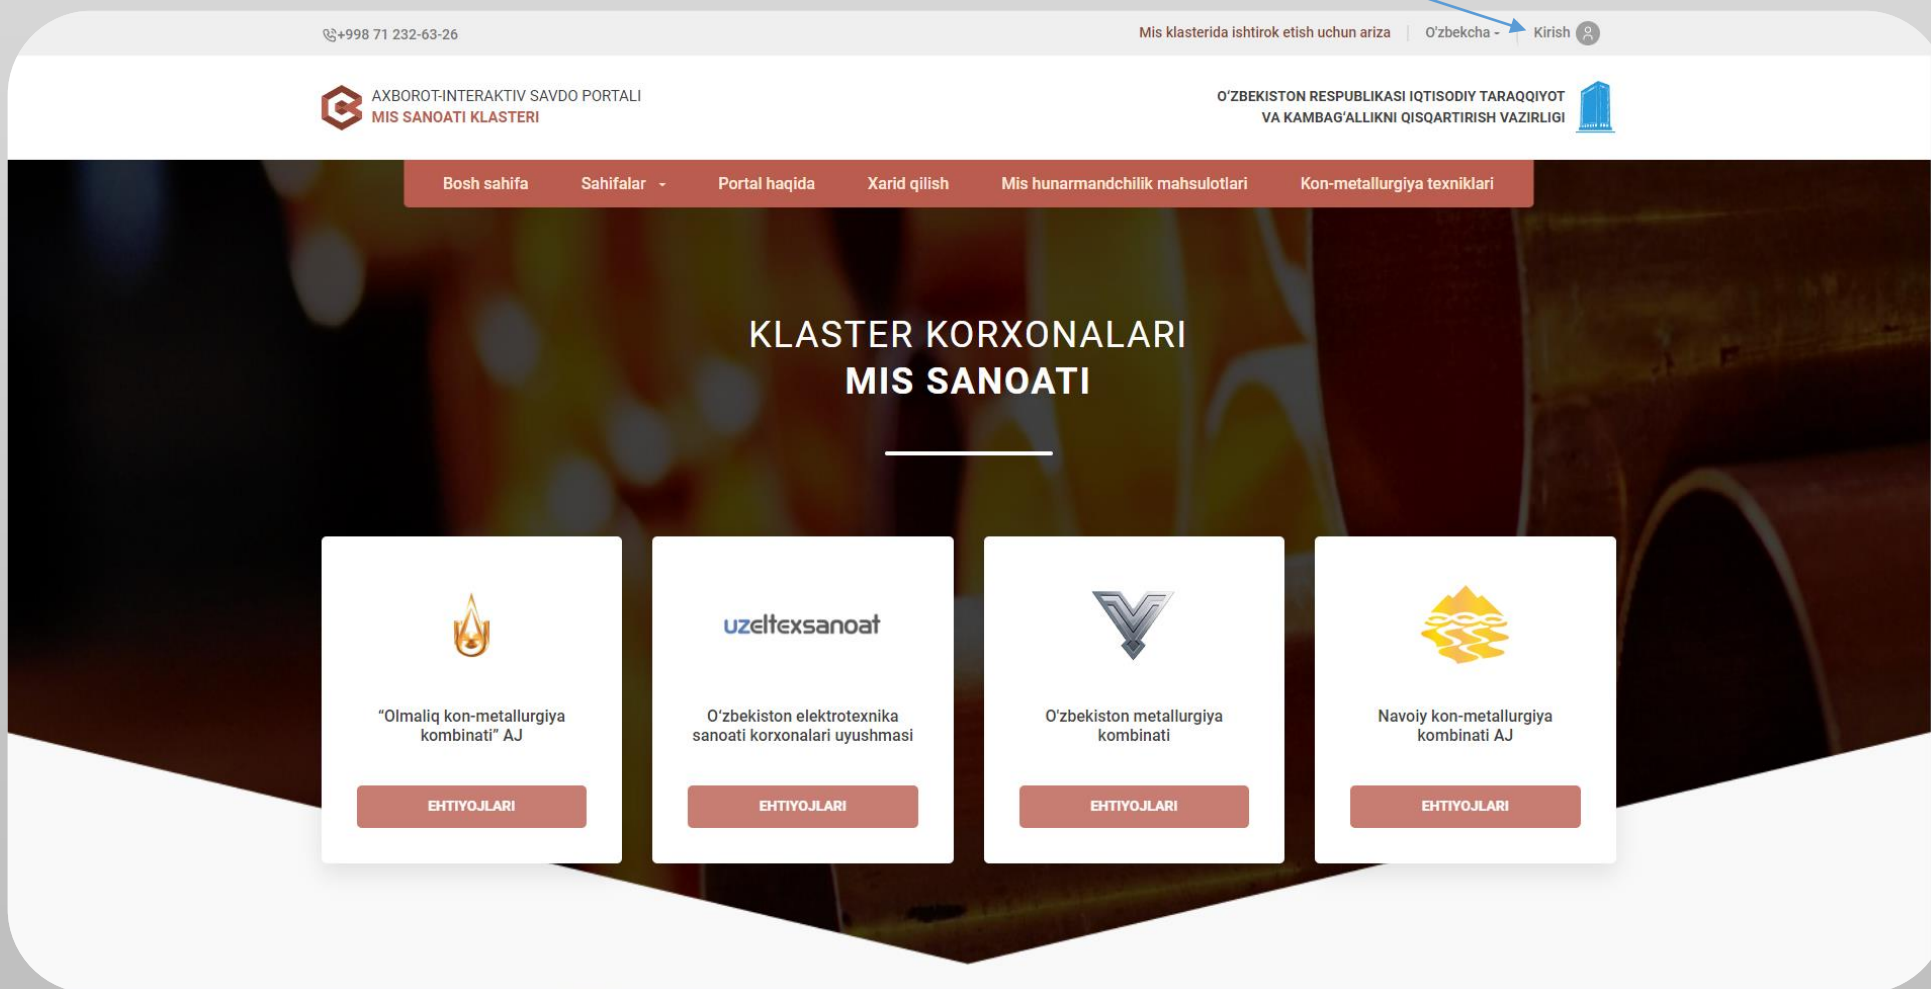 +998 71 232-63-26
Mis klasterida ishtirok etish uchun ariza
O'zbekcha
Kirish
AXBOROT-INTERAKTIV SAVDO PORTALI
MIS SANOATI KLASTERI
O‘ZBEKISTON RESPUBLIKASI IQTISODIY TARAQQIYOT
VA KAMBAG‘ALLIKNI QISQARTIRISH VAZIRLIGI
Bosh sahifa
Sahifalar
Portal haqida
Xarid qilish
Mis hunarmandchilik mahsulotlari
Kon-metallurgiya texniklari
KLASTER KORXONALARI
MIS SANOATI
“Olmaliq kon-metallurgiya
kombinati” AJ
EHTIYOJLARI
uzeltexsanoat
O‘zbekiston elektrotexnika
sanoati korxonalari uyushmasi
EHTIYOJLARI
O'zbekiston metallurgiya
kombinati
EHTIYOJLARI
Navoiy kon-metallurgiya
kombinati AJ
EHTIYOJLARI